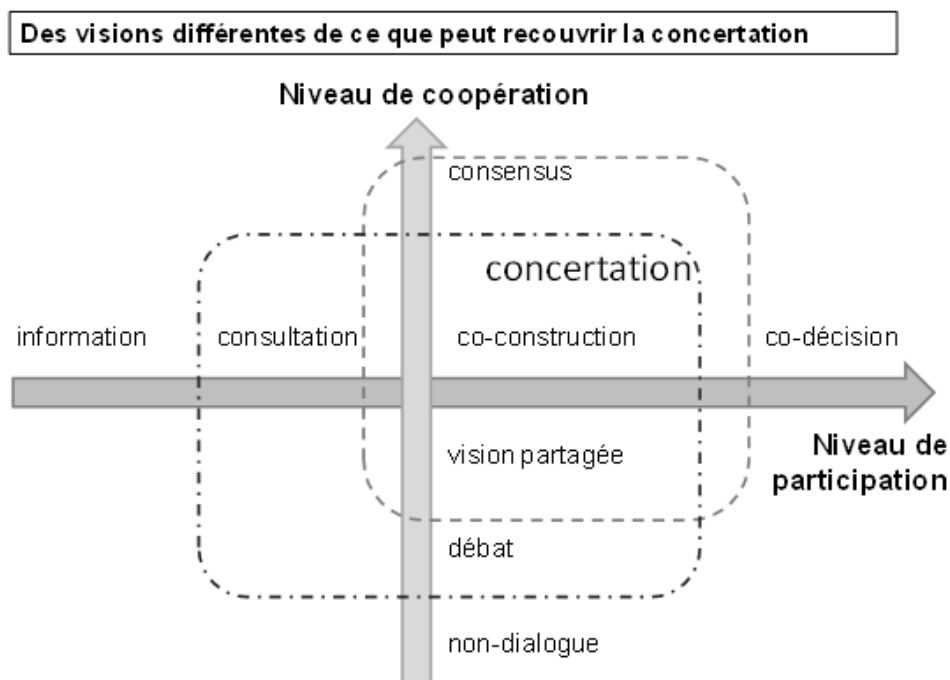 Des visions différentes de ce que peut recouvrir la concertation
Niveau de coopération
consensus
concertation
information
consultation
co-construction
co-décision
Niveau de
participation
vision partagée
débat
non-dialogue